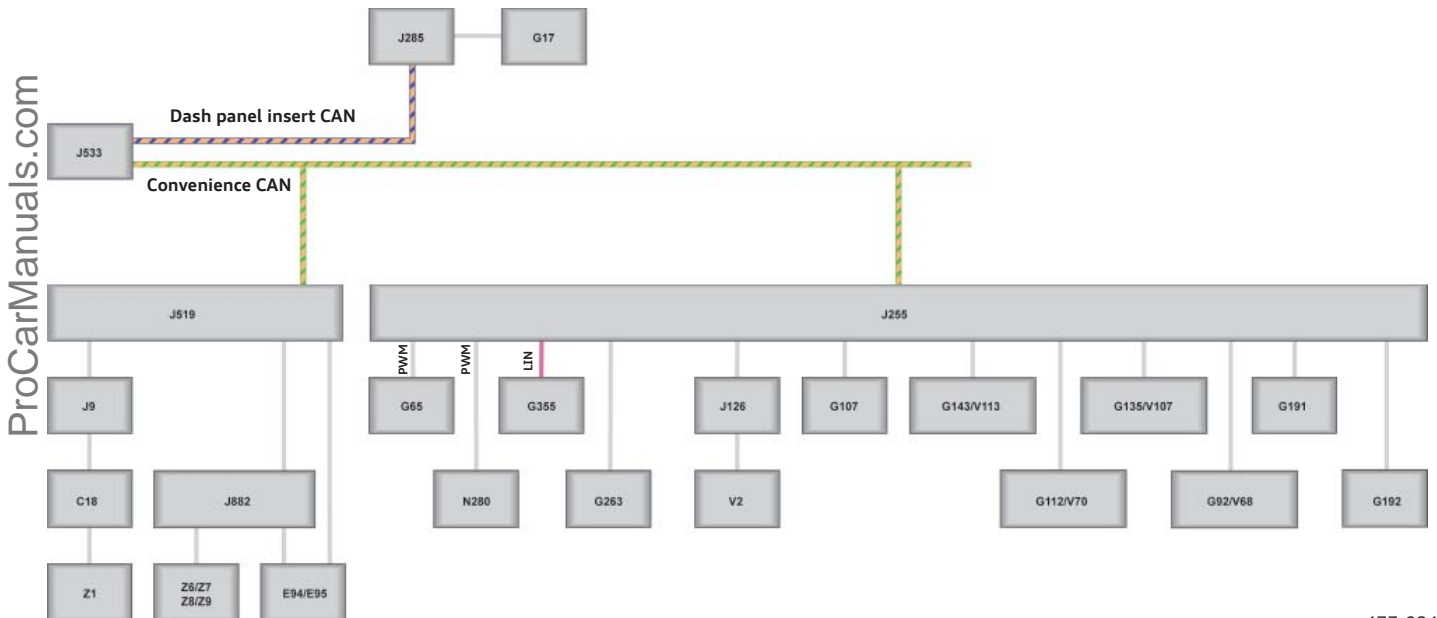 ProCarManuals.com
J285
G17
Dash panel insert CAN
J533
Convenience CAN
J519
J255
PWM
PWM
LIN
J9
G65
G355
J126
G107
G143/V113
G135/V107
G191
C18
J882
N280
G263
V2
G112/V70
G92/V68
G192
Z1
Z6/Z7
Z8/Z9
E94/E95